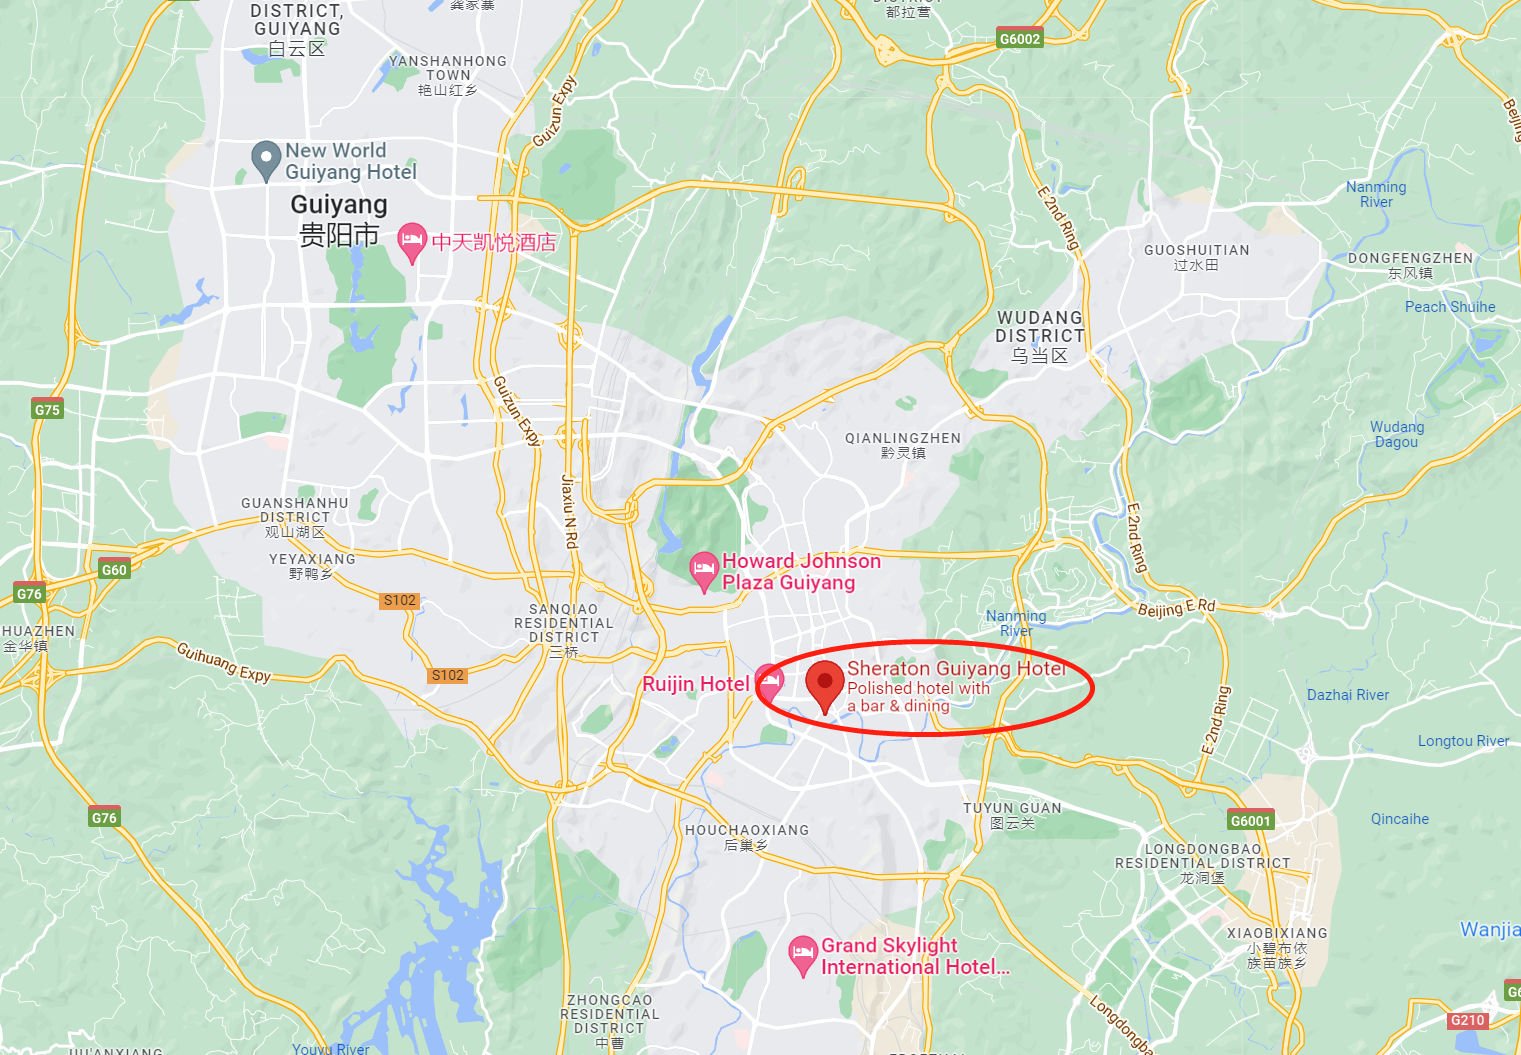 DISTRICT,
GUIYANG
白云区
龚家寨
都拉营
G6002
YANSHANHONG
TOWN
艳山红乡
Guizun Expy
Beijing
New World
Guiyang Hotel
Guiyang
贵阳市
中天凯悦酒店
E 2nd Ring
Nanming
River
GUOSHUITIAN
过水田
DONGFENGZHEN
东风镇
Peach Shuihe
WUDANG
DISTRICT
乌当区
G75
Guizun Expy
QIANLINGZHEN
黔灵镇
Wudang
Dagou
GUANSHANHU
DISTRICT
观山湖区
Jiaxiu N Rd
E 2nd Ring
YEYAXIANG
野鸭乡
G60
G76
Howard Johnson
Plaza Guiyang
S102
SANQIAO
RESIDENTIAL
DISTRICT
三桥
Beijing E Rd
Nanming
River
HUAZHEN
金华镇
Guihuang Expy
S102
Ruijin Hotel
Sheraton Guiyang Hotel
Polished hotel with
a bar & dining
Dazhai River
E 2nd Ring
Longtou River
G76
HOUCHAOXIANG
后巢乡
TUYUN GUAN
图云关
G6001
Qincaihe
LONGDONGBAO
RESIDENTIAL DISTRICT
龙洞堡
XIAOBIXIANG
小碧布依
族苗族乡
Wanjia
Grand Skylight
International Hotel...
ZHONGCAO
RESIDENTIAL
DISTRICT
中曹
Longdongba
G6
G210
Youyu River